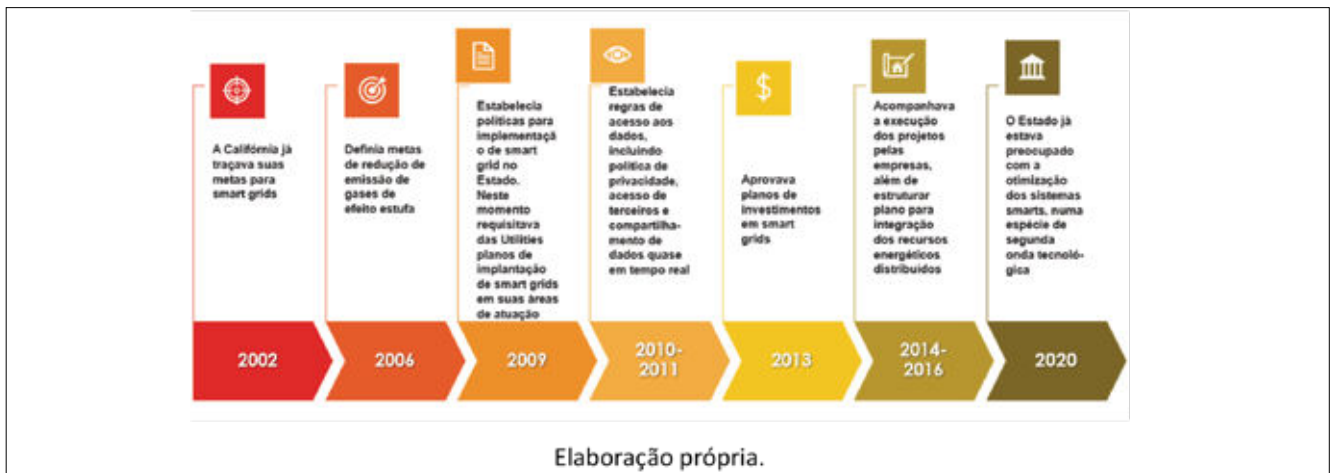 A Califórnia já
traçava suas
metas para
smart grids
Definia metas
de redução de
emissão de
gases de
efeito estufa
Estabelecia
políticas para
implementaçã
o de smart
grid no
Estado.
Neste
momento
requisitava
das Utilities
planos de
implantação
de smart grids
em suas áreas
de atuação
Estabelecia
regras de
acesso aos
dados,
incluindo
política de
privacidade,
acesso de
terceiros e
compartilha-
mento de
dados quase
em tempo real
$
Aprovava
planos de
investimentos
em smart
grids
Acompanhava
a execução
dos projetos
pelas
empresas,
além de
estruturar
plano para
integração
dos recursos
energéticos
distribuídos
O Estado já
estava
preocupado
com a
otimização
dos sistemas
smarts, numa
espécie de
segunda
onda tecnoló-
gica
2002
2006
2009
2010-
2011
2013
2014-
2016
2020
Elaboração própria.